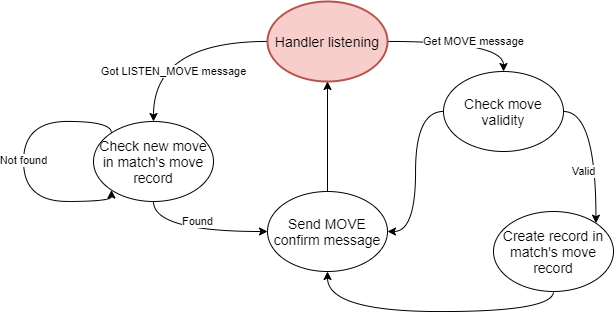 Handler listening
Get MOVE message
Got LISTEN_MOVE message
Check move
validity
Check new move
in match's move
record
Not found
Valid
Found
Send MOVE
confirm message
Create record in
match's move
record